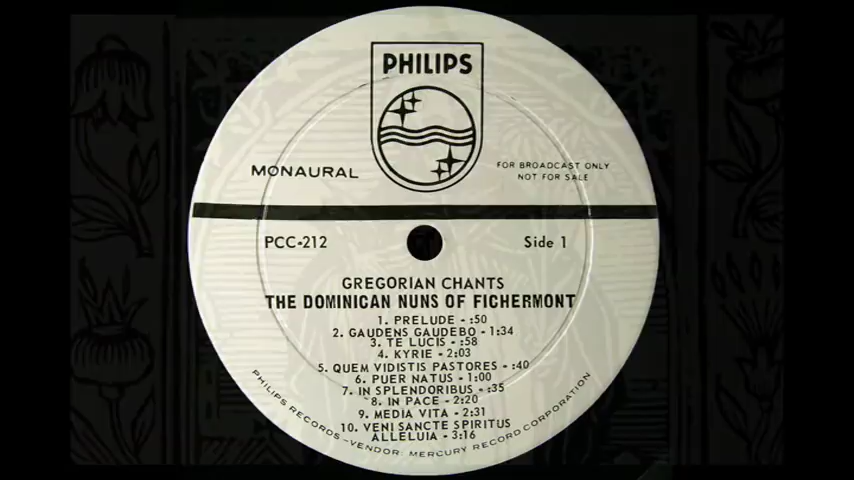 PHILIPS
MONAURAL
FOR BROADCAST ONLY
NOT FOR SALE
PCC-212
Side 1
GREGORIAN CHANTS
THE DOMINICAN NUNS OF FICHERMONT
1. PRELUDE - :50
2. GAUDENS GAUDEBO - 1:34
3. TE LUCIS - :58
4. KYRIE - 2:03
5. QUEM VIDISTIS PASTORES - :40
6. PUER NATUS - 1:00
7. IN SPLENDORIBUS - :35
8. IN PACE - 2:20
9. MEDIA VITA - 2:31
10. VENI SANCTE SPIRITUS
ALLELUIA - 3:16
PHILIPS RECORDS - VENDOR: MERCURY RECORD CORPORATION